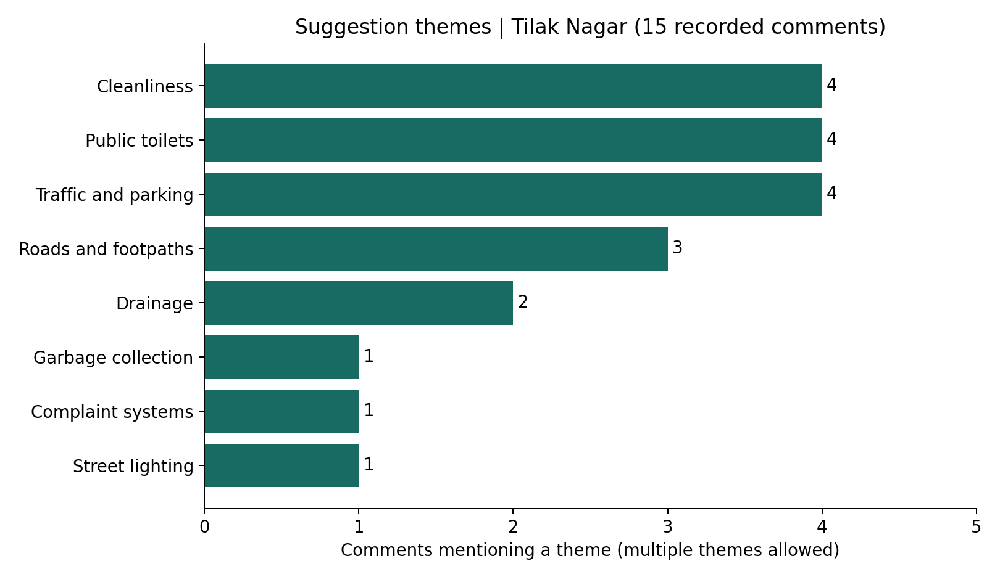 Suggestion themes | Tilak Nagar (15 recorded comments)
Cleanliness 4
Public toilets 4
Traffic and parking 4
Roads and footpaths 3
Drainage 2
Garbage collection 1
Complaint systems 1
Street lighting 1
0 1 2 3 4 5
Comments mentioning a theme (multiple themes allowed)